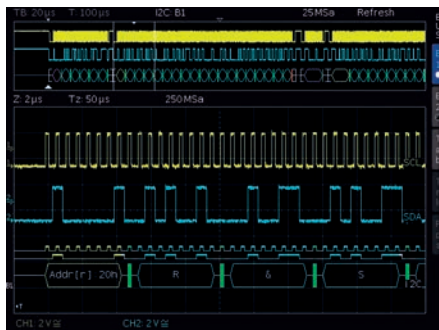 TB: 20µs T: 100µs I2C: B1 25MSa Refresh
Z: 2µs Tz: 50µs 250MSa
SCL
SDA
Addr[r] 20h R & S
I2C
CH1: 2V CH2: 2V